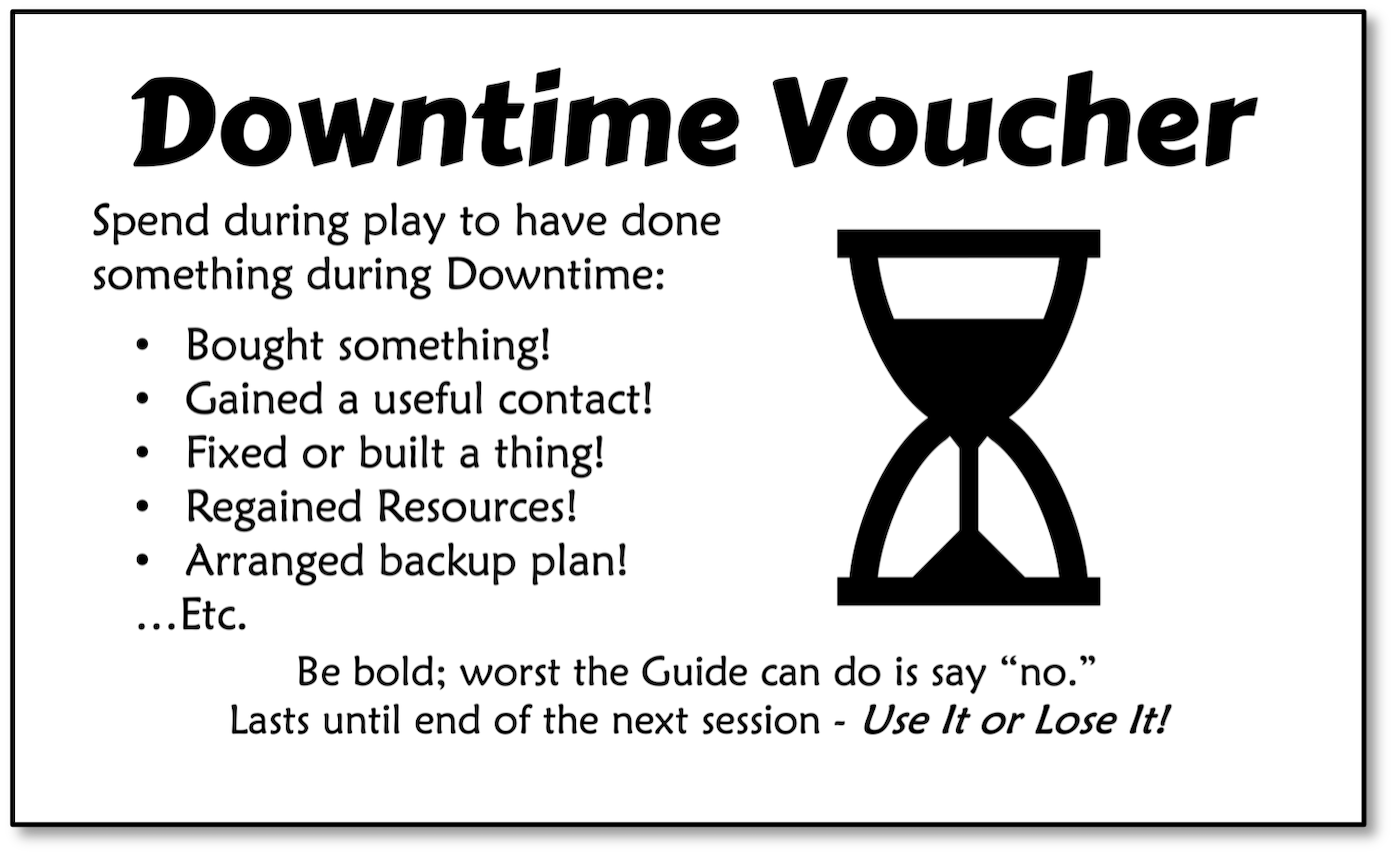 Downtime Voucher
Spend during play to have done
something during Downtime:
• Bought something!
• Gained a useful contact!
• Fixed or built a thing!
• Regained Resources!
• Arranged backup plan!
...Etc.
Be bold; worst the Guide can do is say “no.”
Lasts until end of the next session - Use It or Lose It!